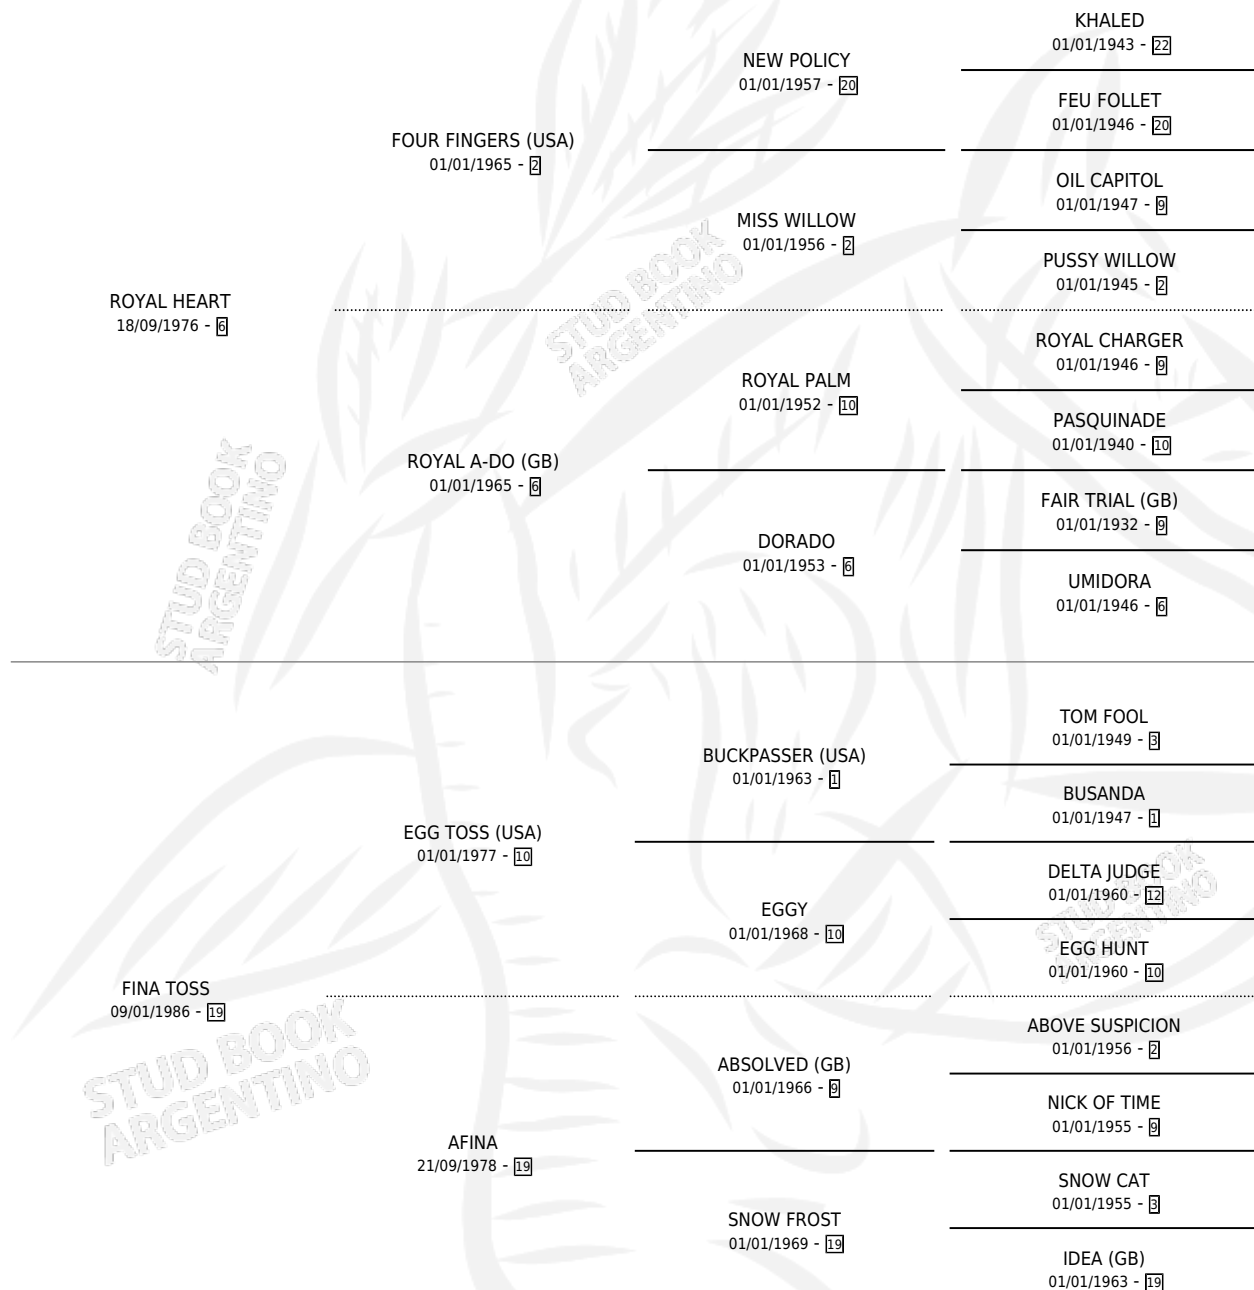 KHALED
01/01/1943 - 22
NEW POLICY
01/01/1957 - 20
FEU FOLLET
01/01/1946 - 20
FOUR FINGERS (USA)
01/01/1965 - 2
OIL CAPITOL
01/01/1947 - 9
MISS WILLOW
01/01/1956 - 2
PUSSY WILLOW
01/01/1945 - 2
ROYAL HEART
18/09/1976 - 6
STUD BOOK
ARGENTINO
ROYAL CHARGER
01/01/1946 - 9
ROYAL PALM
01/01/1952 - 10
PASQUINADE
01/01/1940 - 10
ROYAL A-DO (GB)
01/01/1965 - 6
FAIR TRIAL (GB)
01/01/1932 - 9
DORADO
01/01/1953 - 6
UMIDORA
01/01/1946 - 6
STUD BOOK
ARGENTINO
TOM FOOL
01/01/1949 - 3
BUCKPASSER (USA)
01/01/1963 - 1
BUSANDA
01/01/1947 - 1
EGG TOSS (USA)
01/01/1977 - 10
DELTA JUDGE
01/01/1960 - 12
EGGY
01/01/1968 - 10
STUD BOOK
ARGENTINO
EGG HUNT
01/01/1960 - 10
FINA TOSS
09/01/1986 - 19
STUD BOOK
ARGENTINO
ABOVE SUSPICION
01/01/1956 - 2
ABSOLVED (GB)
01/01/1966 - 9
NICK OF TIME
01/01/1955 - 9
AFINA
21/09/1978 - 19
SNOW CAT
01/01/1955 - 3
SNOW FROST
01/01/1969 - 19
IDEA (GB)
01/01/1963 - 19